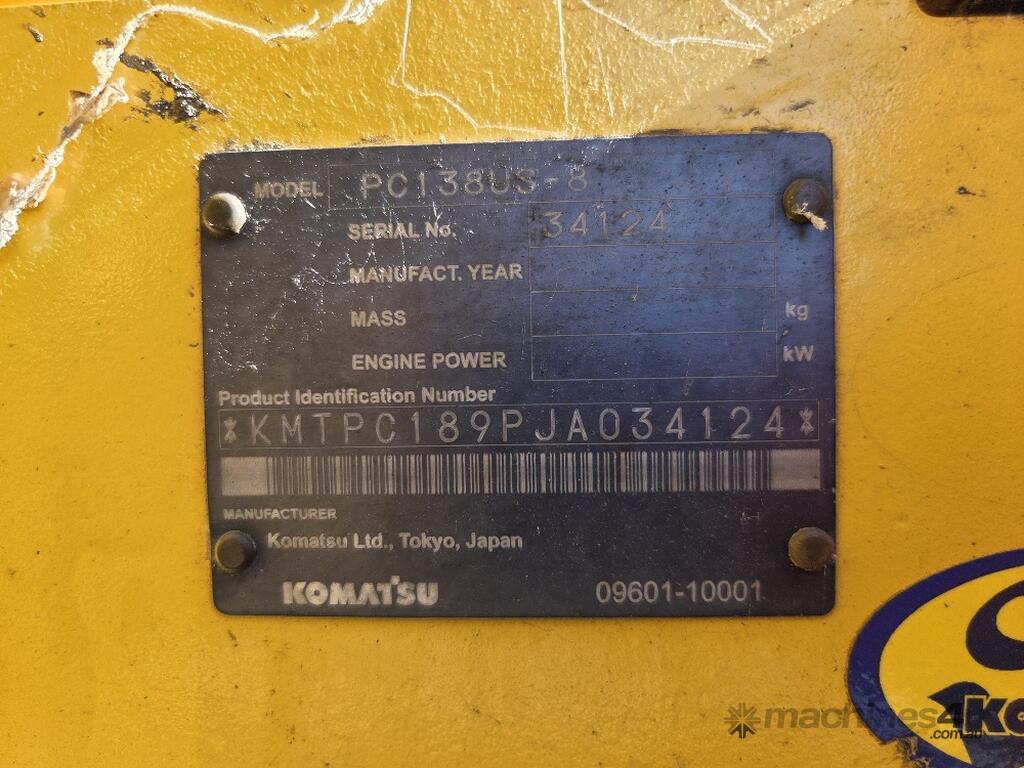 MODEL PC138US-8
SERIAL No. 34124
MANUFACT. YEAR
MASS kg
ENGINE POWER kW
Product Identification Number
*KMTPC189PJA034124*
MANUFACTURER
Komatsu Ltd., Tokyo, Japan
KOMATSU 09601-10001
machines4u
.com.au